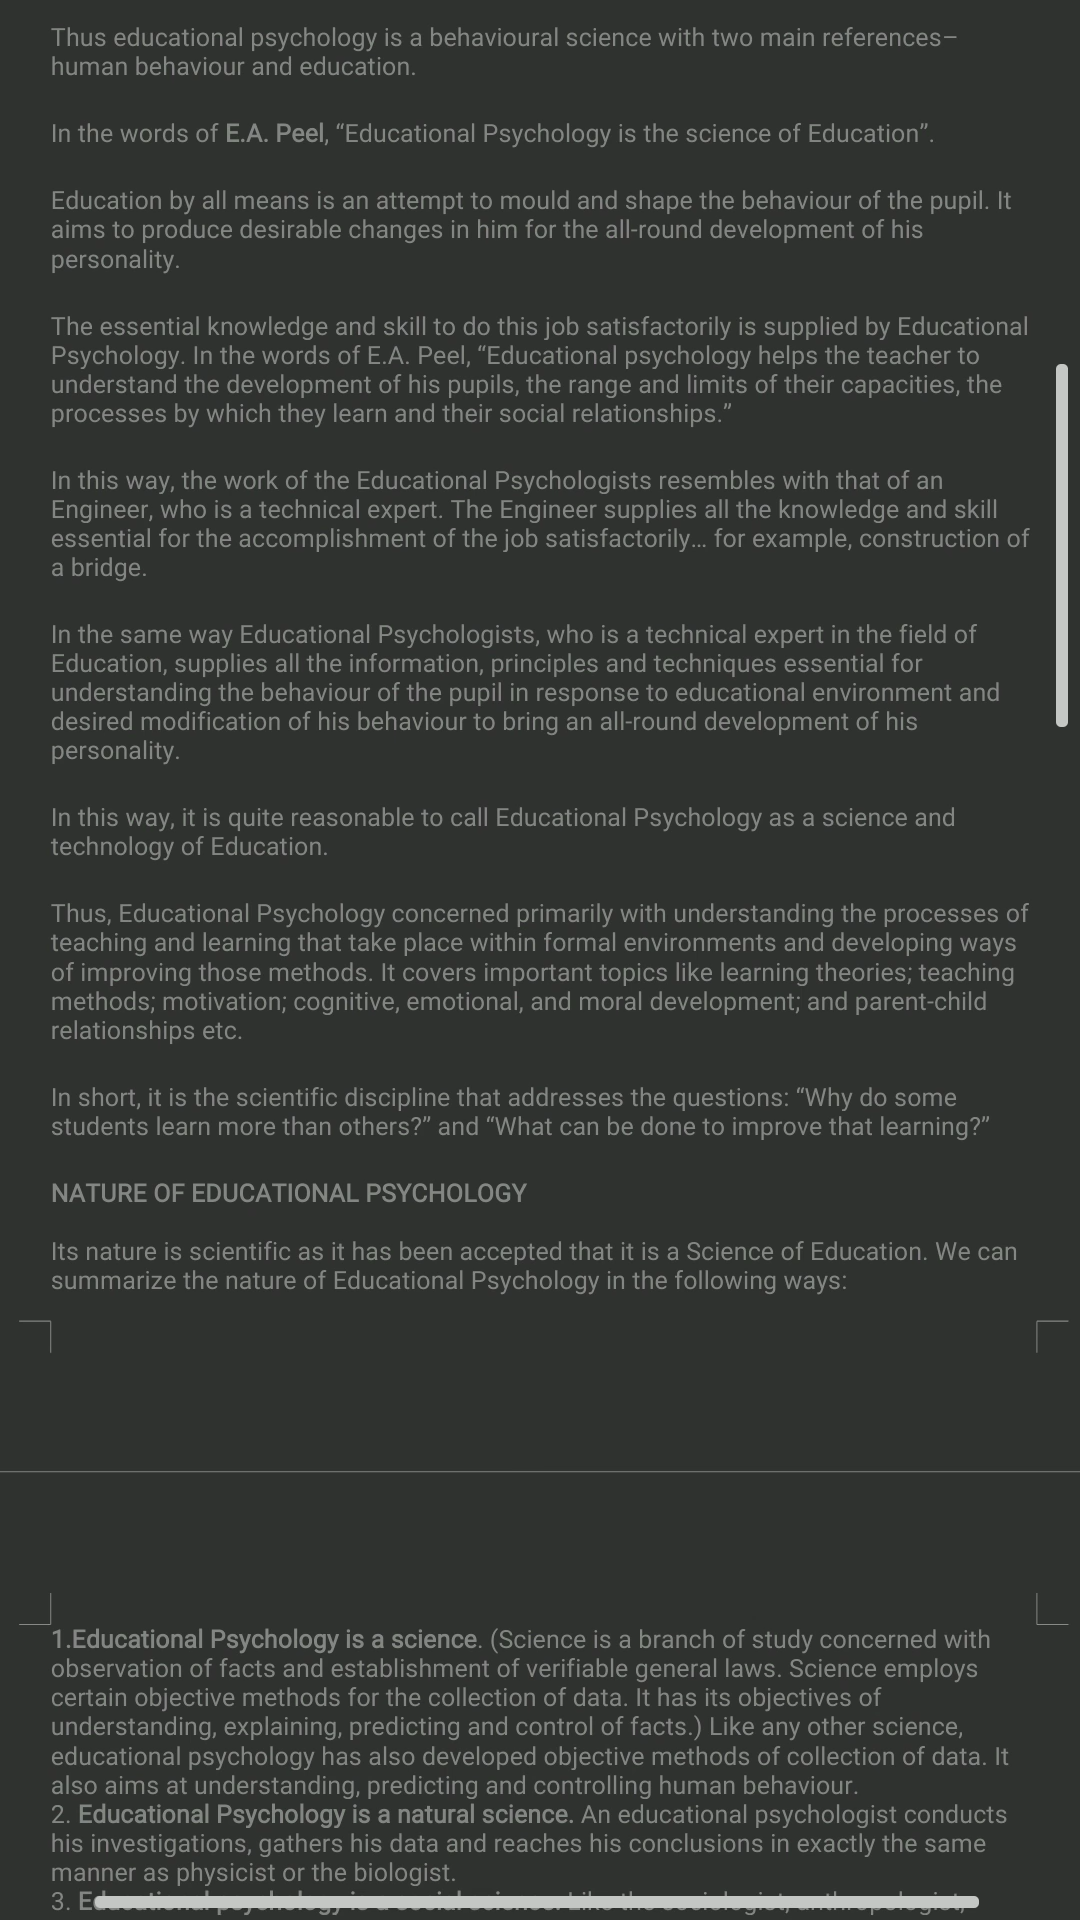 Thus educational psychology is a behavioural science with two main references–
human behaviour and education.
In the words of E.A. Peel, “Educational Psychology is the science of Education”.
Education by all means is an attempt to mould and shape the behaviour of the pupil. It
aims to produce desirable changes in him for the all-round development of his
personality.
The essential knowledge and skill to do this job satisfactorily is supplied by Educational
Psychology. In the words of E.A. Peel, “Educational psychology helps the teacher to
understand the development of his pupils, the range and limits of their capacities, the
processes by which they learn and their social relationships.”
In this way, the work of the Educational Psychologists resembles with that of an
Engineer, who is a technical expert. The Engineer supplies all the knowledge and skill
essential for the accomplishment of the job satisfactorily… for example, construction of
a bridge.
In the same way Educational Psychologists, who is a technical expert in the field of
Education, supplies all the information, principles and techniques essential for
understanding the behaviour of the pupil in response to educational environment and
desired modification of his behaviour to bring an all-round development of his
personality.
In this way, it is quite reasonable to call Educational Psychology as a science and
technology of Education.
Thus, Educational Psychology concerned primarily with understanding the processes of
teaching and learning that take place within formal environments and developing ways
of improving those methods. It covers important topics like learning theories; teaching
methods; motivation; cognitive, emotional, and moral development; and parent-child
relationships etc.
In short, it is the scientific discipline that addresses the questions: “Why do some
students learn more than others?” and “What can be done to improve that learning?”
NATURE OF EDUCATIONAL PSYCHOLOGY
Its nature is scientific as it has been accepted that it is a Science of Education. We can
summarize the nature of Educational Psychology in the following ways:
1.Educational Psychology is a science. (Science is a branch of study concerned with
observation of facts and establishment of verifiable general laws. Science employs
certain objective methods for the collection of data. It has its objectives of
understanding, explaining, predicting and control of facts.) Like any other science,
educational psychology has also developed objective methods of collection of data. It
also aims at understanding, predicting and controlling human behaviour.
2. Educational Psychology is a natural science. An educational psychologist conducts
his investigations, gathers his data and reaches his conclusions in exactly the same
manner as physicist or the biologist.
3. Educational psychology is a social science. Like the sociologist, anthropologist,